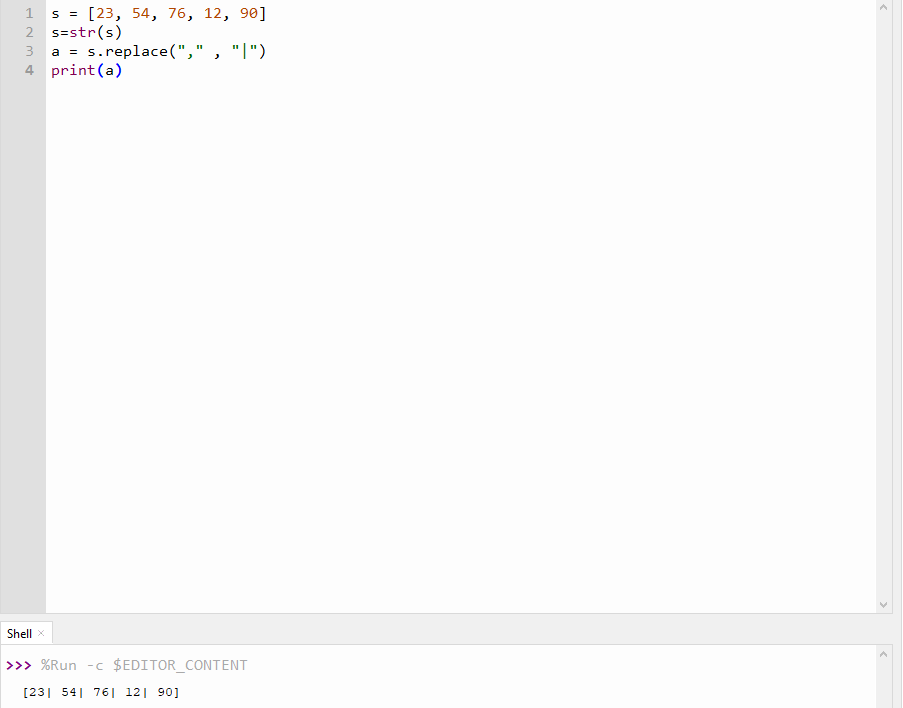 1 s = [23, 54, 76, 12, 90]
2 s=str(s)
3 a = s.replace("," , "|")
4 print(a)
Shell ×
>>> %Run -c $EDITOR_CONTENT
[23| 54| 76| 12| 90]